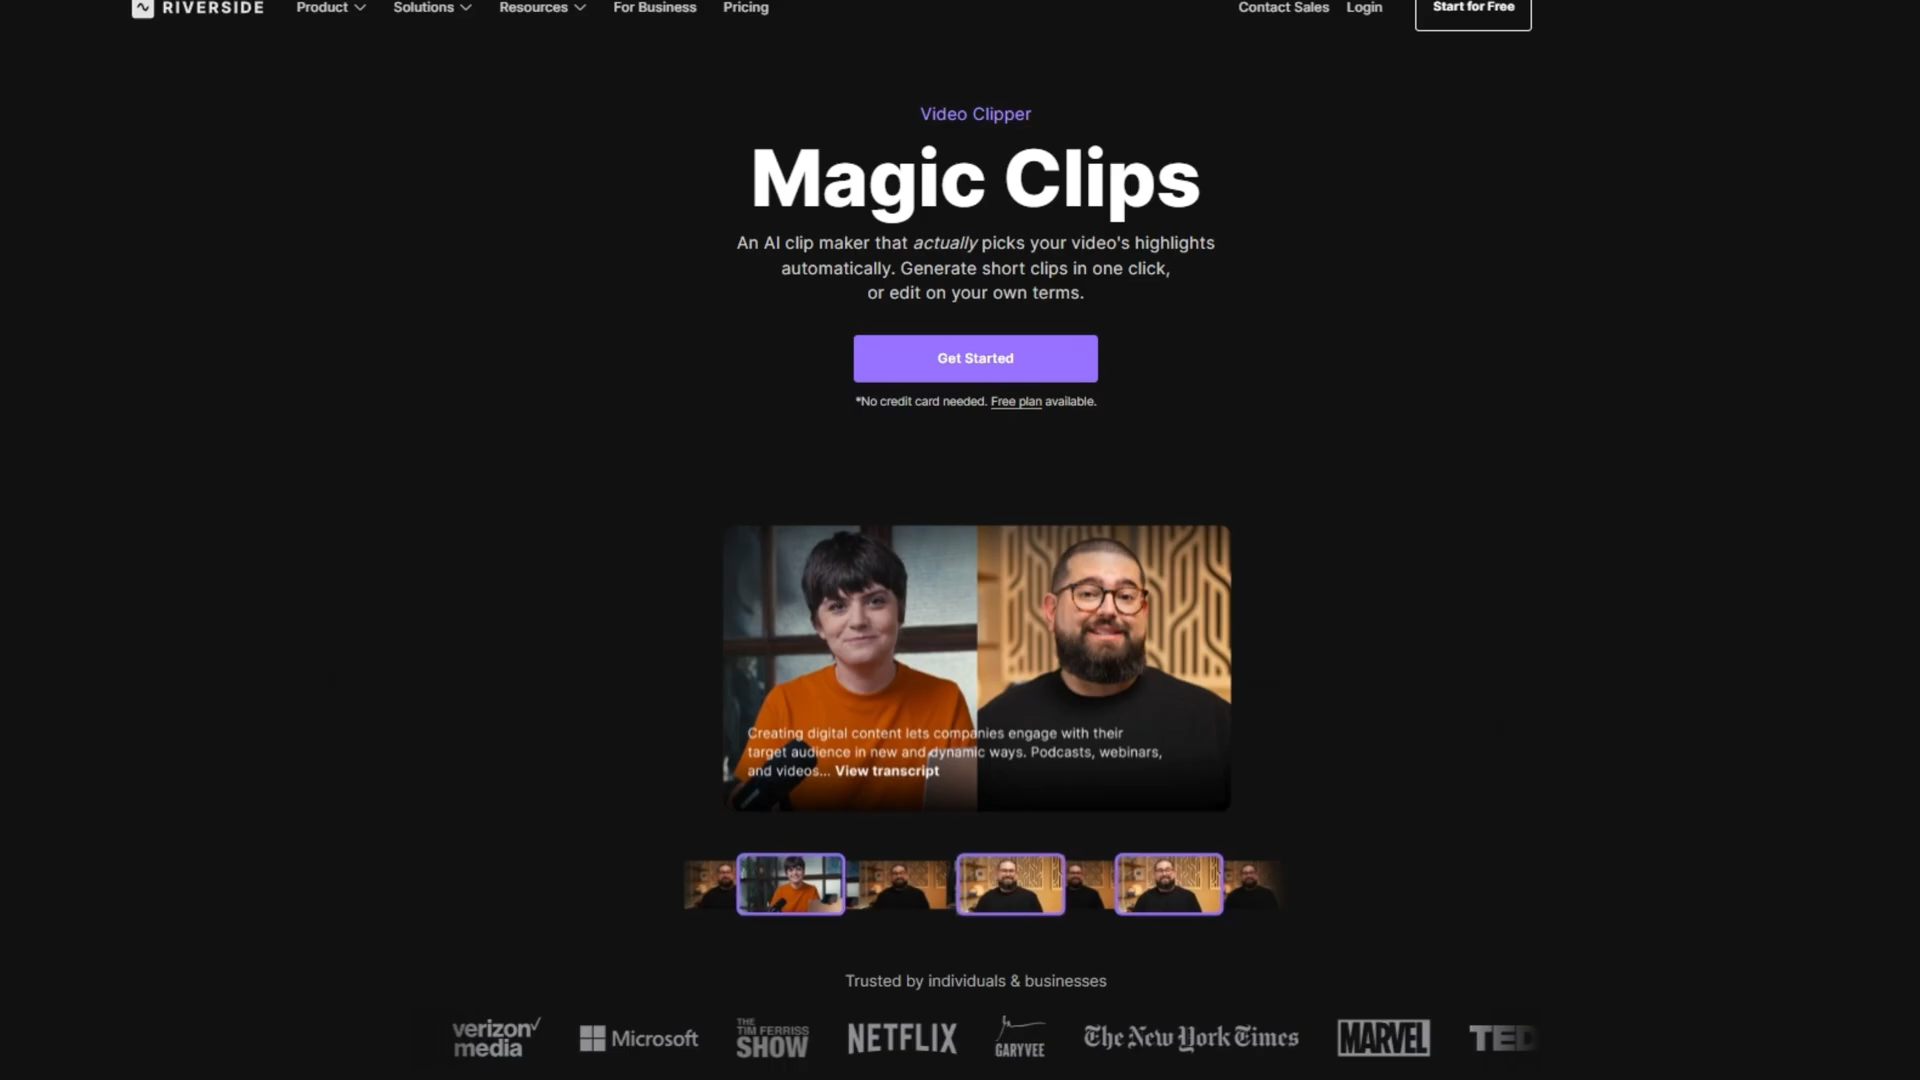 RIVERSIDE Product Solutions Resources For Business Pricing Contact Sales Login Start for Free
Video Clipper
Magic Clips
An AI clip maker that actually picks your video's highlights
automatically. Generate short clips in one click,
or edit on your own terms.
Get Started
*No credit card needed. Free plan available.
Creating digital content lets companies engage with their
target audience in new and dynamic ways. Podcasts, webinars,
and videos... View transcript
Trusted by individuals & businesses
verizon✓
media
Microsoft
THE
TIM FERRISS
SHOW
NETFLIX
GARYVEE
The New York Times
MARVEL
TED